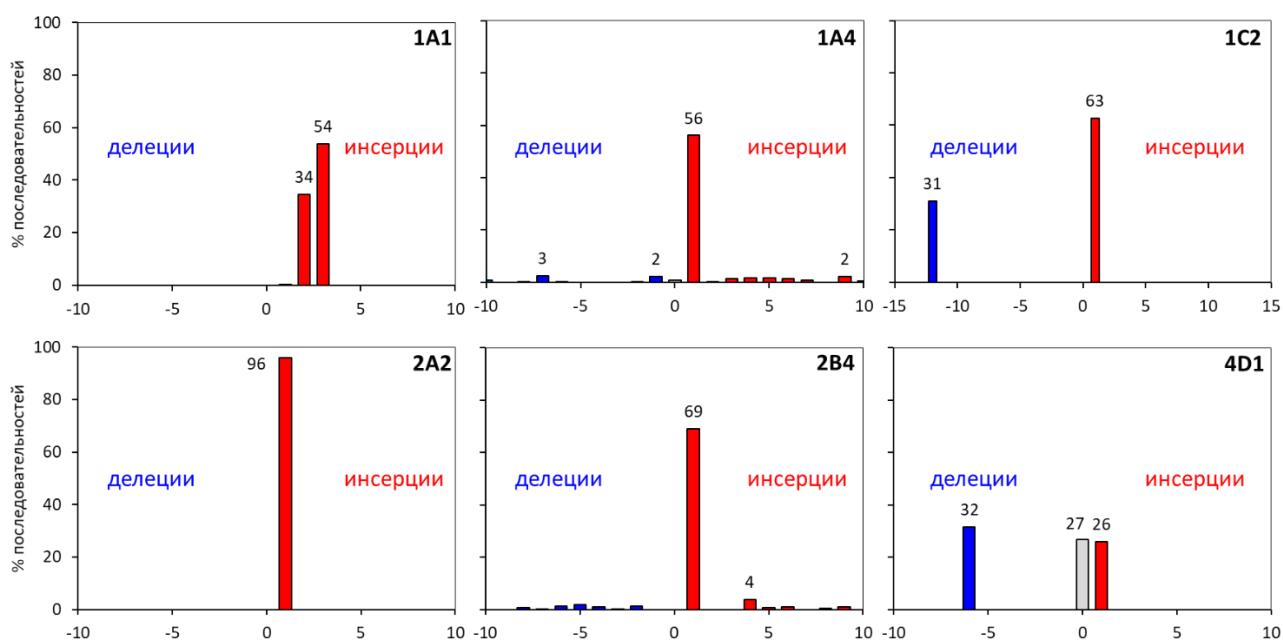 % последовательностей
100
80
60
40
20
0
1A1
делеции
инсерции
34
54
-10 -5 0 5 10
1A4
делеции
инсерции
3
2
56
2
-10 -5 0 5 10
1C2
делеции
инсерции
31
63
-15 -10 -5 0 5 10 15
% последовательностей
100
80
60
40
20
0
2A2
96
делеции
инсерции
-10 -5 0 5 10
2B4
69
делеции
инсерции
4
-10 -5 0 5 10
4D1
делеции
инсерции
32
27
26
-10 -5 0 5 10